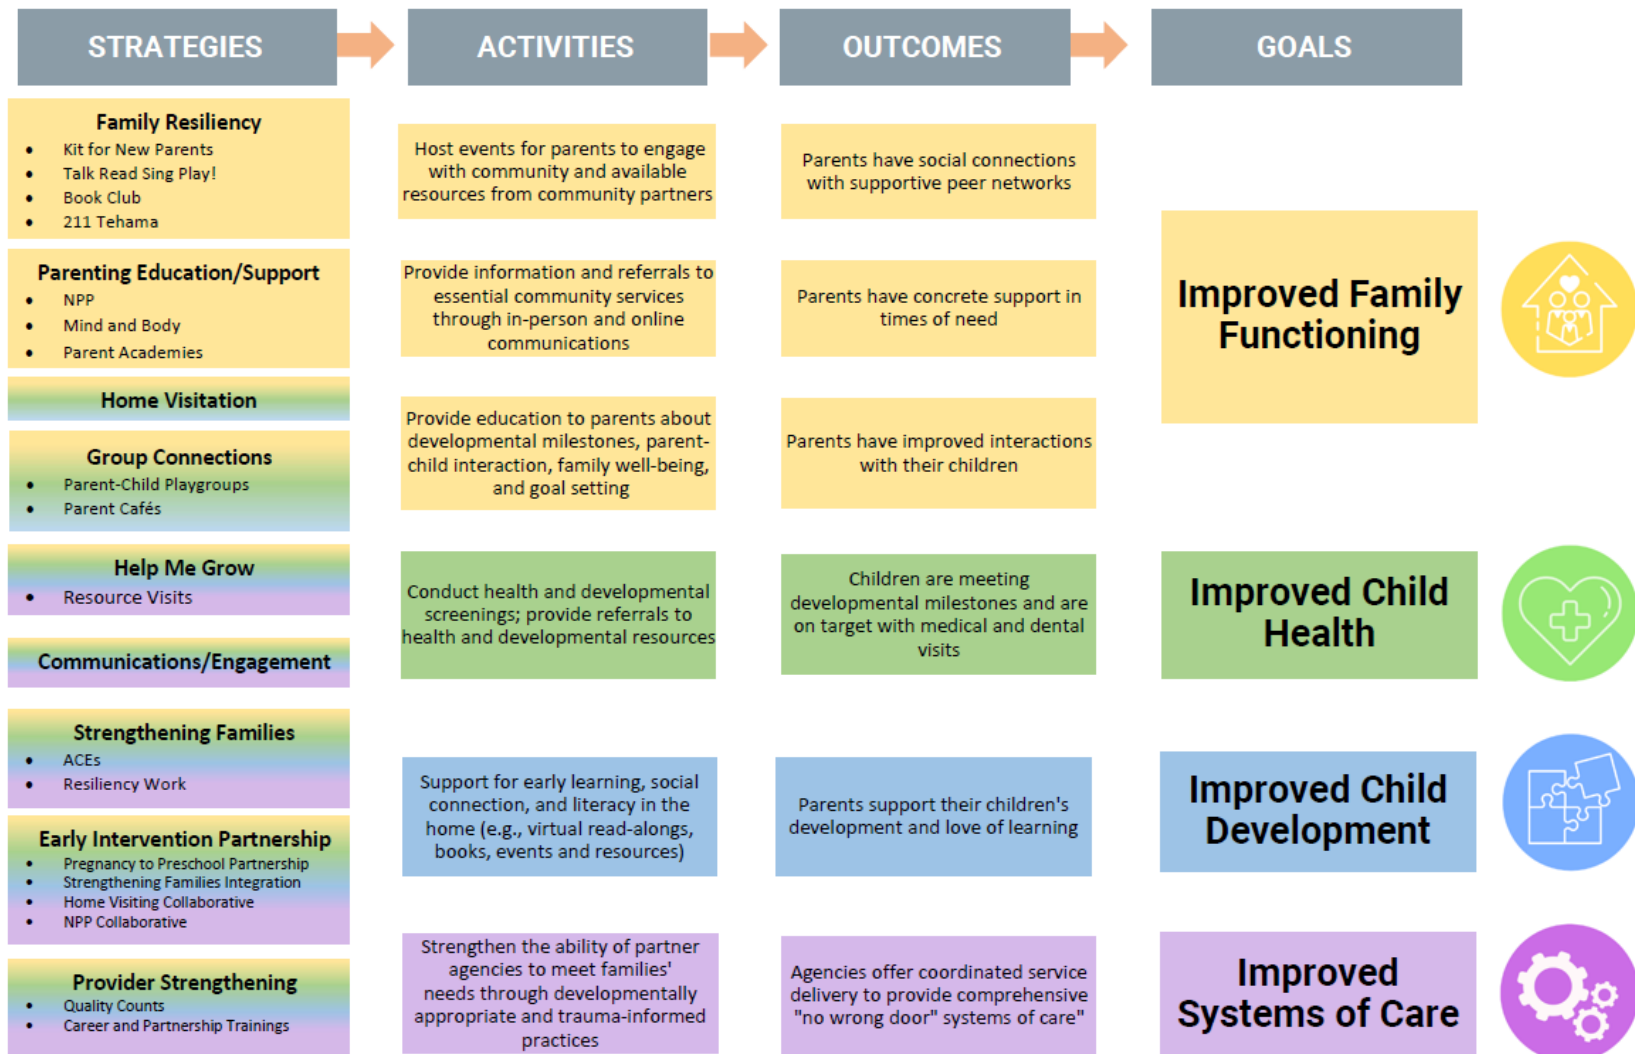 STRATEGIES
ACTIVITIES
OUTCOMES
GOALS
Family Resiliency
• Kit for New Parents
• Talk Read Sing Play!
• Book Club
• 211 Tehama
Parenting Education/Support
• NPP
• Mind and Body
• Parent Academies
Home Visitation
Group Connections
• Parent-Child Playgroups
• Parent Cafés
Help Me Grow
• Resource Visits
Communications/Engagement
Strengthening Families
• ACEs
• Resiliency Work
Early Intervention Partnership
• Pregnancy to Preschool Partnership
• Strengthening Families Integration
• Home Visiting Collaborative
• NPP Collaborative
Provider Strengthening
• Quality Counts
• Career and Partnership Trainings
Host events for parents to engage
with community and available
resources from community partners
Provide information and referrals to
essential community services
through in-person and online
communications
Provide education to parents about
developmental milestones, parent-
child interaction, family well-being,
and goal setting
Conduct health and developmental
screenings; provide referrals to
health and developmental resources
Support for early learning, social
connection, and literacy in the
home (e.g., virtual read-alongs,
books, events and resources)
Strengthen the ability of partner
agencies to meet families'
needs through developmentally
appropriate and trauma-informed
practices
Parents have social connections
with supportive peer networks
Parents have concrete support in
times of need
Parents have improved interactions
with their children
Children are meeting
developmental milestones and are
on target with medical and dental
visits
Parents support their children's
development and love of learning
Agencies offer coordinated service
delivery to provide comprehensive
"no wrong door" systems of care"
Improved Family
Functioning
Improved Child
Health
Improved Child
Development
Improved
Systems of Care